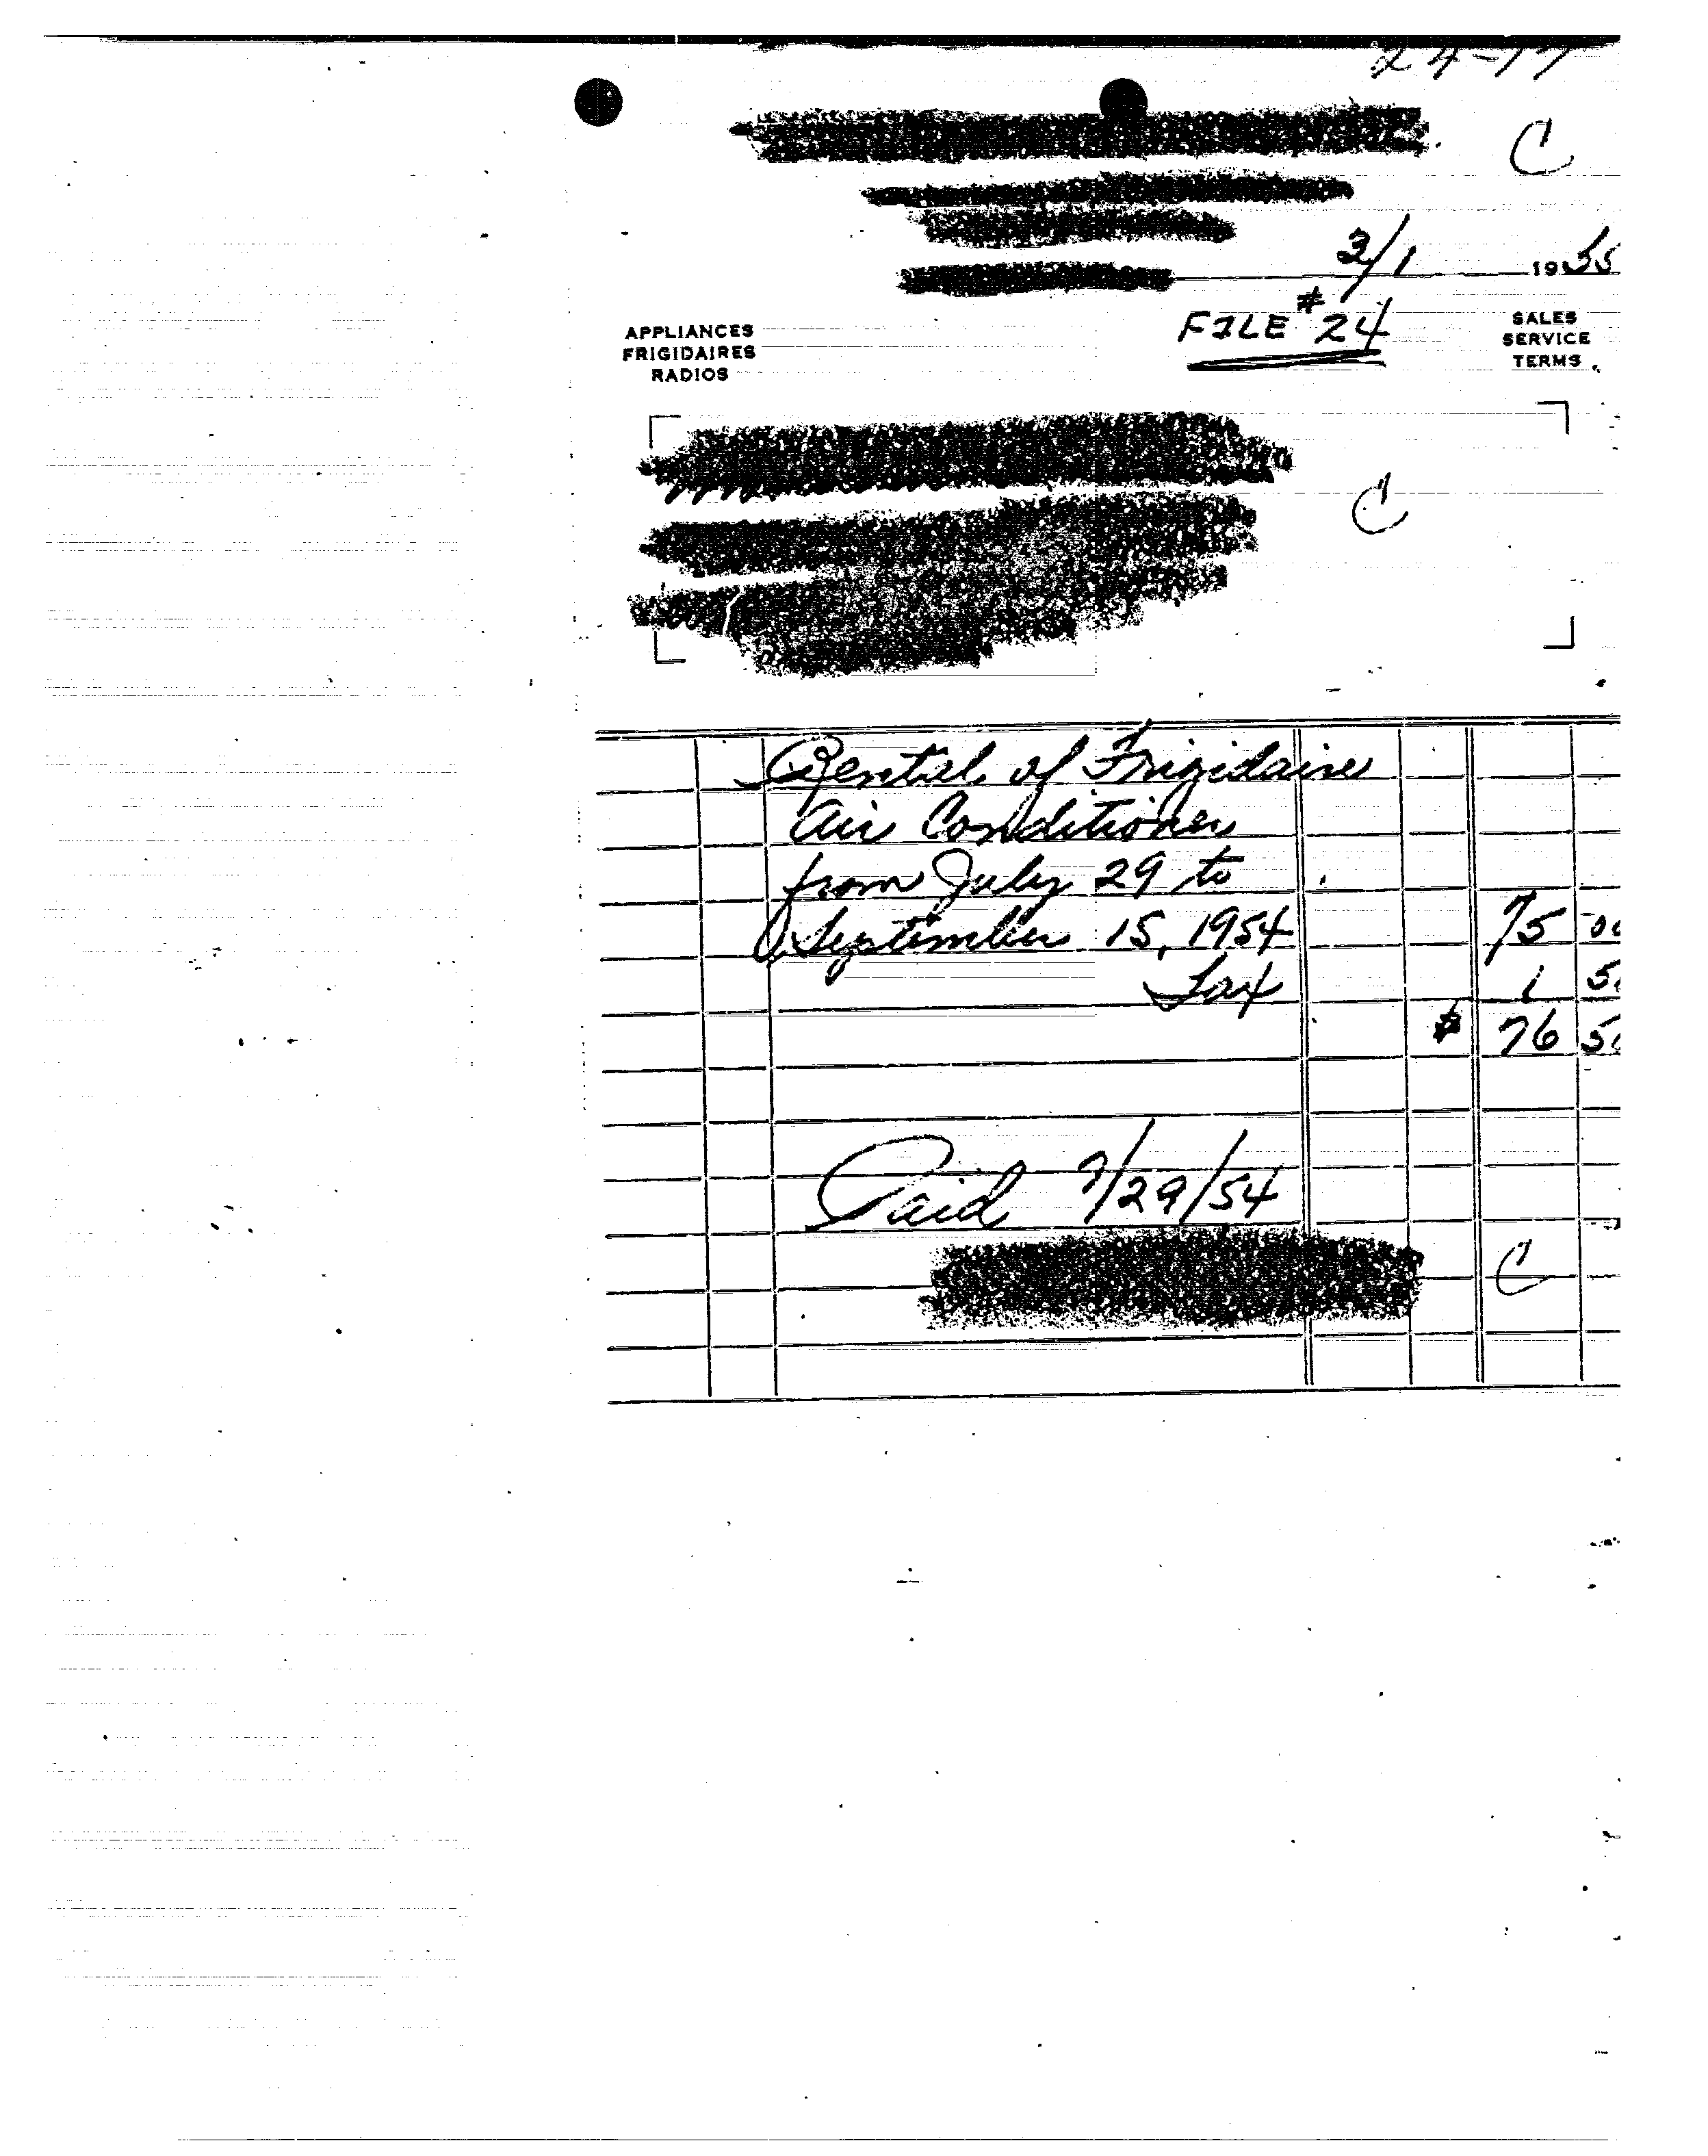 24-17
C
3/1 1955
FILE #24
APPLIANCES
FRIGIDAIRES
RADIOS
SALES
SERVICE
TERMS
C
Rental of Frigidaire
Air Conditioner
from July 29 to
September 15, 1954 75 00
Tax 1 50
$ 76 50
Paid 7/29/54
C